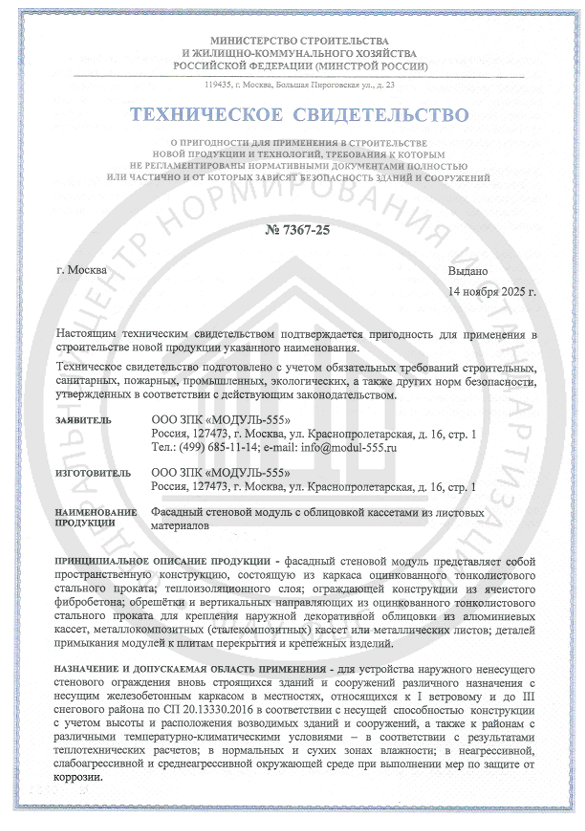 МИНИСТЕРСТВО СТРОИТЕЛЬСТВА
И ЖИЛИЩНО-КОММУНАЛЬНОГО ХОЗЯЙСТВА
РОССИЙСКОЙ ФЕДЕРАЦИИ (МИНСТРОЙ РОССИИ)
119435, г. Москва, Большая Пироговская ул., д. 23
ТЕХНИЧЕСКОЕ СВИДЕТЕЛЬСТВО
О ПРИГОДНОСТИ ДЛЯ ПРИМЕНЕНИЯ В СТРОИТЕЛЬСТВЕ
НОВОЙ ПРОДУКЦИИ И ТЕХНОЛОГИЙ, ТРЕБОВАНИЯ К КОТОРЫМ
НЕ РЕГЛАМЕНТИРОВАНЫ НОРМАТИВНЫМИ ДОКУМЕНТАМИ ПОЛНОСТЬЮ
ИЛИ ЧАСТИЧНО И ОТ КОТОРЫХ ЗАВИСЯТ БЕЗОПАСНОСТЬ ЗДАНИЙ И СООРУЖЕНИЙ
№ 7367-25
г. Москва
Выдано
14 ноября 2025 г.
Настоящим техническим свидетельством подтверждается пригодность для применения в
строительстве новой продукции указанного наименования.
Техническое свидетельство подготовлено с учетом обязательных требований строительных,
санитарных, пожарных, промышленных, экологических, а также других норм безопасности,
утвержденных в соответствии с действующим законодательством.
ЗАЯВИТЕЛЬ ООО ЗПК «МОДУЛЬ-555»
Россия, 127473, г. Москва, ул. Краснопролетарская, д. 16, стр. 1
Тел.: (499) 685-11-14; e-mail: info@modul-555.ru
ИЗГОТОВИТЕЛЬ ООО ЗПК «МОДУЛЬ-555»
Россия, 127473, г. Москва, ул. Краснопролетарская, д. 16, стр. 1
НАИМЕНОВАНИЕ ПРОДУКЦИИ Фасадный стеновой модуль с облицовкой кассетами из листовых
материалов
ПРИНЦИПИАЛЬНОЕ ОПИСАНИЕ ПРОДУКЦИИ - фасадный стеновой модуль представляет собой
пространственную конструкцию, состоящую из каркаса оцинкованного тонколистового
стального проката; теплоизоляционного слоя; ограждающей конструкции из ячеистого
фибробетона; обрешётки и вертикальных направляющих из оцинкованного тонколистового
стального проката для крепления наружной декоративной облицовки из алюминиевых
кассет, металлокомпозитных (сталекомпозитных) кассет или металлических листов; деталей
примыкания модулей к плитам перекрытия и крепежных изделий.
НАЗНАЧЕНИЕ И ДОПУСКАЕМАЯ ОБЛАСТЬ ПРИМЕНЕНИЯ - для устройства наружного ненесущего
стенового ограждения вновь строящихся зданий и сооружений различного назначения с
несущим железобетонным каркасом в местностях, относящихся к I ветровому и до III
снегового района по СП 20.13330.2016 в соответствии с несущей способностью конструкции
с учетом высоты и расположения возводимых зданий и сооружений, а также к районам с
различными температурно-климатическими условиями – в соответствии с результатами
теплотехнических расчетов; в нормальных и сухих зонах влажности; в неагрессивной,
слабоагрессивной и среднеагрессивной окружающей среде при выполнении мер по защите от
коррозии.